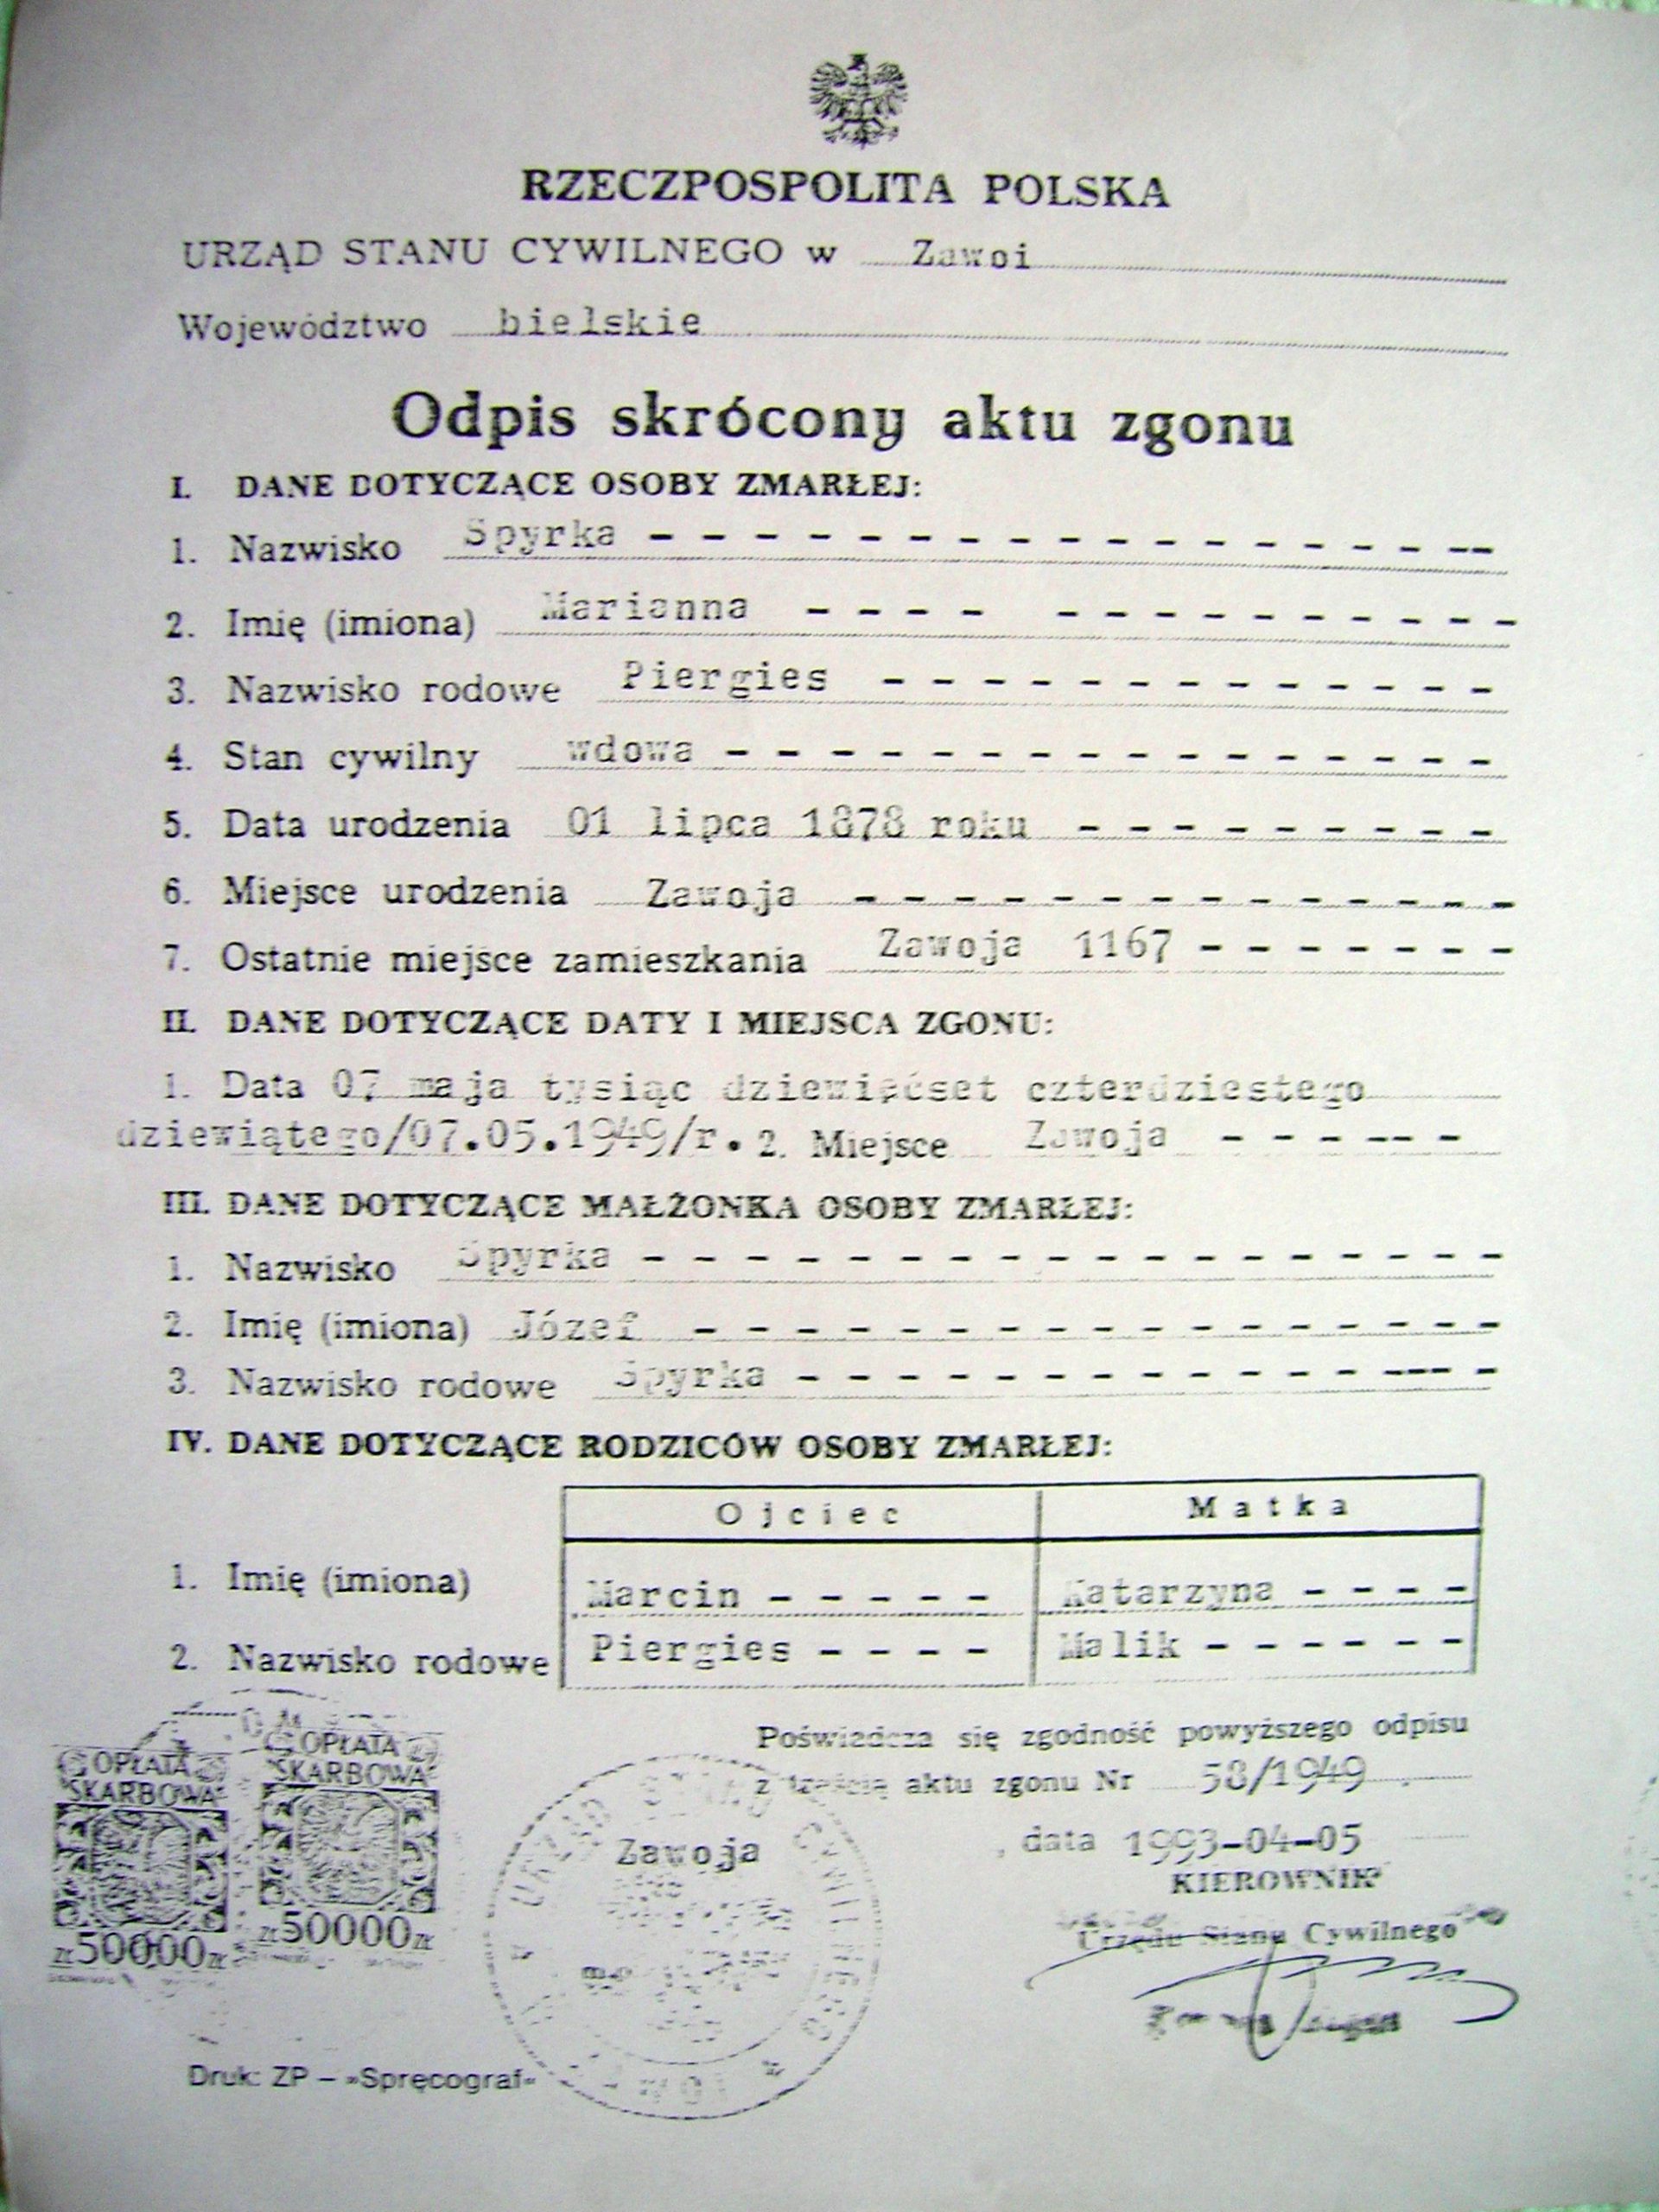 RZECZPOSPOLITA POLSKA
URZĄD STANU CYWILNEGO w Zawoi
Województwo bielskie
Odpis skrócony aktu zgonu
I. DANE DOTYCZĄCE OSOBY ZMARŁEJ:
1. Nazwisko Spyrka - - - - - - - - - - - - - - - - --
2. Imię (imiona) Marianna - - - - - - - - - - - - - -
3. Nazwisko rodowe Piergies - - - - - - - - - - - - -
4. Stan cywilny wdowa - - - - - - - - - - - - - - -
5. Data urodzenia 01 lipca 1878 roku - - - - - - - - -
6. Miejsce urodzenia Zawoja - - - - - - - - - - - - - -
7. Ostatnie miejsce zamieszkania Zawoja 1167 - - - - - - -
II. DANE DOTYCZĄCE DATY I MIEJSCA ZGONU:
1. Data 07 maja tysiąc dziewięćset czterdziestego
dziewiątego/07.05.1949/r. 2. Miejsce Zawoja - - - -- -
III. DANE DOTYCZĄCE MAŁŻONKA OSOBY ZMARŁEJ:
1. Nazwisko Spyrka - - - - - - - - - - - - - - - - -
2. Imię (imiona) Józef - - - - - - - - - - - - - - - -
3. Nazwisko rodowe Spyrka - - - - - - - - - - - --- -
IV. DANE DOTYCZĄCE RODZICÓW OSOBY ZMARŁEJ:
Ojciec Matka
1. Imię (imiona) Marcin - - - - - Katarzyna - - - -
2. Nazwisko rodowe Piergies - - - - Malik - - - - - -
Poświadcza się zgodność powyższego odpisu
z treścią aktu zgonu Nr 58/1949
OPŁATA SKARBOWA OPŁATA SKARBOWA
zł 50000 zł zł 50000 zł
URZĄD STANU CYWILNEGO
Zawoja, data 1993-04-05
KIEROWNIK
Urzędu Stanu Cywilnego
Druk: ZP – »Spręcograf«